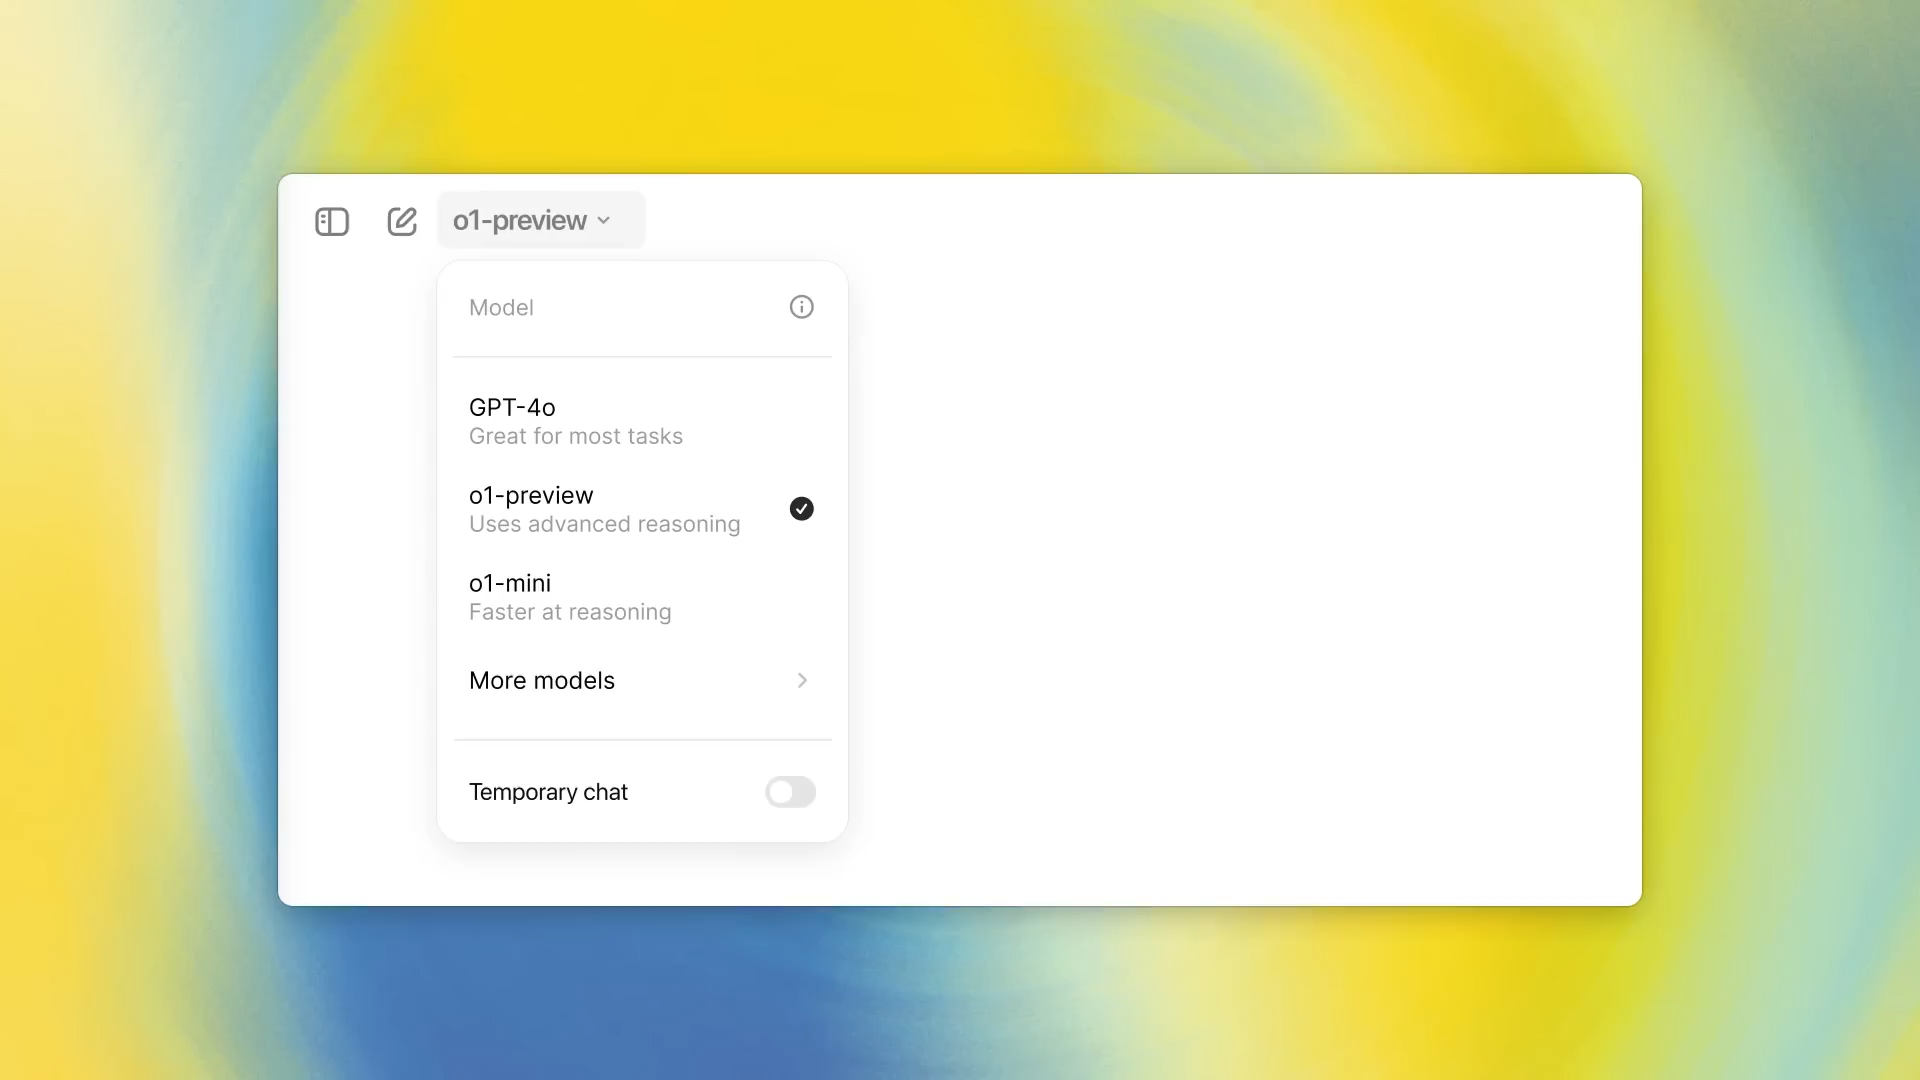 o1-preview
Model
GPT-4o
Great for most tasks
o1-preview
Uses advanced reasoning
o1-mini
Faster at reasoning
More models
Temporary chat